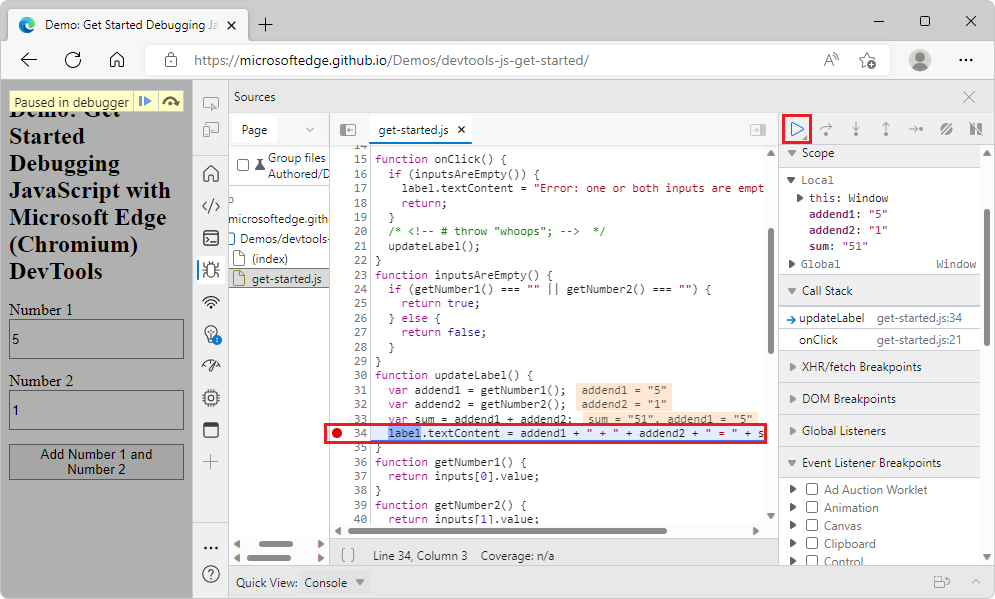 Demo: Get Started Debugging Ja
https://microsoftedge.github.io/Demos/devtools-js-get-started/
Paused in debugger
Demo: Get
Started
Debugging
JavaScript with
Microsoft Edge
(Chromium)
DevTools
Number 1
5
Number 2
1
Add Number 1 and
Number 2
Sources
Page
Group files
Authored/D
microsoftedge.gith
Demos/devtools-
(index)
get-started.js
get-started.js
14
15 function onClick() {
16 if (inputsAreEmpty()) {
17 label.textContent = "Error: one or both inputs are empt
18 return;
19 }
20 /* <!-- # throw "whoops"; --> */
21 updateLabel();
22 }
23 function inputsAreEmpty() {
24 if (getNumber1() === "" || getNumber2() === "") {
25 return true;
26 } else {
27 return false;
28 }
29 }
30 function updateLabel() {
31 var addend1 = getNumber1(); addend1 = "5"
32 var addend2 = getNumber2(); addend2 = "1"
33 var sum = addend1 + addend2; sum = "51", addend1 = "5"
34 label.textContent = addend1 + " + " + addend2 + " = " + s
35 }
36 function getNumber1() {
37 return inputs[0].value;
38 }
39 function getNumber2() {
40 return inputs[1].value;
{ } Line 34, Column 3 Coverage: n/a
Scope
Local
this: Window
addend1: "5"
addend2: "1"
sum: "51"
Global Window
Call Stack
updateLabel get-started.js:34
onClick get-started.js:21
XHR/fetch Breakpoints
DOM Breakpoints
Global Listeners
Event Listener Breakpoints
Ad Auction Worklet
Animation
Canvas
Clipboard
Control
Quick View: Console